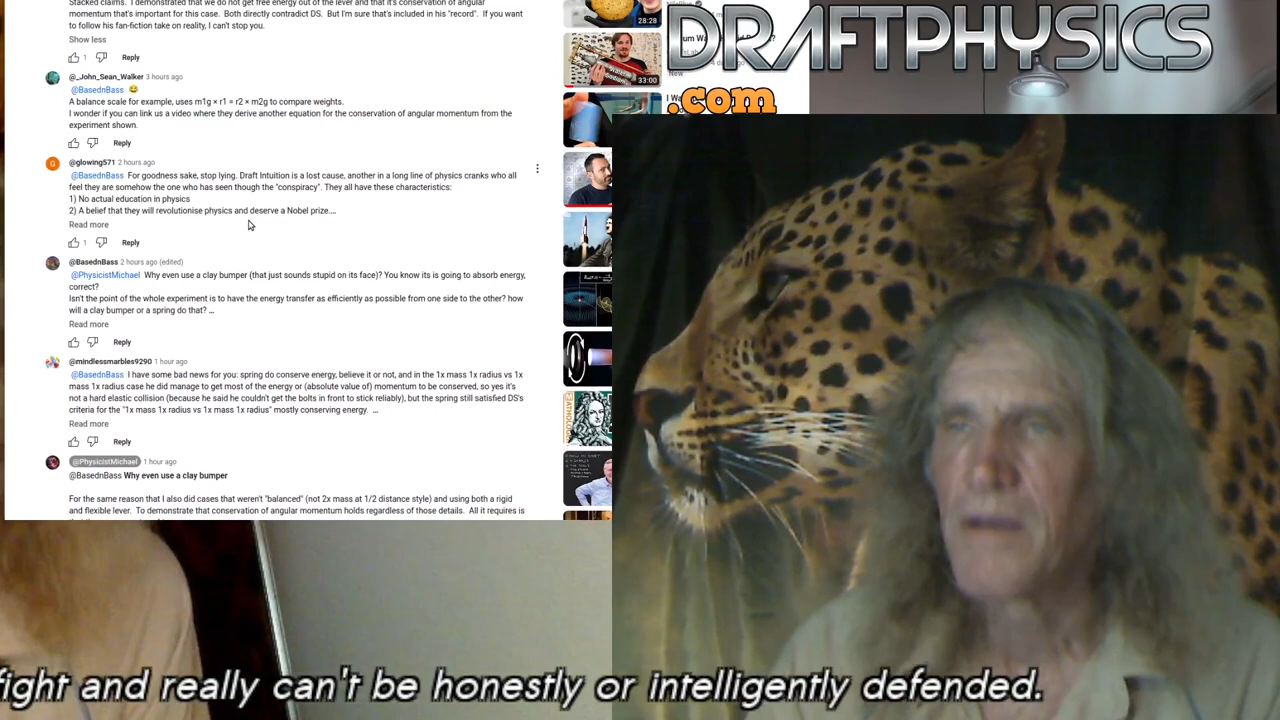 Stacked claims. I demonstrated that we do not get free energy out of the lever and that it's conservation of angular
momentum that's important for this case. Both directly contradict DS. But I'm sure that's included in his "record". If you want
to follow his fan-fiction take on reality, I can't stop you.
Show less
1 Reply
@_John_Sean_Walker 3 hours ago
@BasednBass 😂
A balance scale for example, uses m1g × r1 = r2 × m2g to compare weights.
I wonder if you can link us a video where they derive another equation for the conservation of angular momentum from the
experiment shown.
Reply
G @glowing571 2 hours ago
@BasednBass For goodness sake, stop lying. Draft Intuition is a lost cause, another in a long line of physics cranks who all
feel they are somehow the one who has seen though the "conspiracy". They all have these characteristics:
1) No actual education in physics
2) A belief that they will revolutionise physics and deserve a Nobel prize....
Read more
1 Reply
@BasednBass 2 hours ago (edited)
@PhysicistMichael Why even use a clay bumper (that just sounds stupid on its face)? You know its is going to absorb energy,
correct?
Isn't the point of the whole experiment is to have the energy transfer as efficiently as possible from one side to the other? how
will a clay bumper or a spring do that? ...
Read more
Reply
@mindlessmarbles9290 1 hour ago
@BasednBass I have some bad news for you: spring do conserve energy, believe it or not, and in the 1x mass 1x radius vs 1x
mass 1x radius case he did manage to get most of the energy or (absolute value of) momentum to be conserved, so yes it's
not a hard elastic collision (because he said he couldn't get the bolts in front to stick reliably), but the spring still satisfied DS's
criteria for the "1x mass 1x radius vs 1x mass 1x radius" mostly conserving energy. ...
Read more
Reply
@PhysicistMichael 1 hour ago
@BasednBass Why even use a clay bumper
For the same reason that I also did cases that weren't "balanced" (not 2x mass at 1/2 distance style) and using both a rigid
and flexible lever. To demonstrate that conservation of angular momentum holds regardless of those details. All it requires is
28:28
33:00
New
DRAFTPHYSICS
.com
fight and really can't be honestly or intelligently defended.